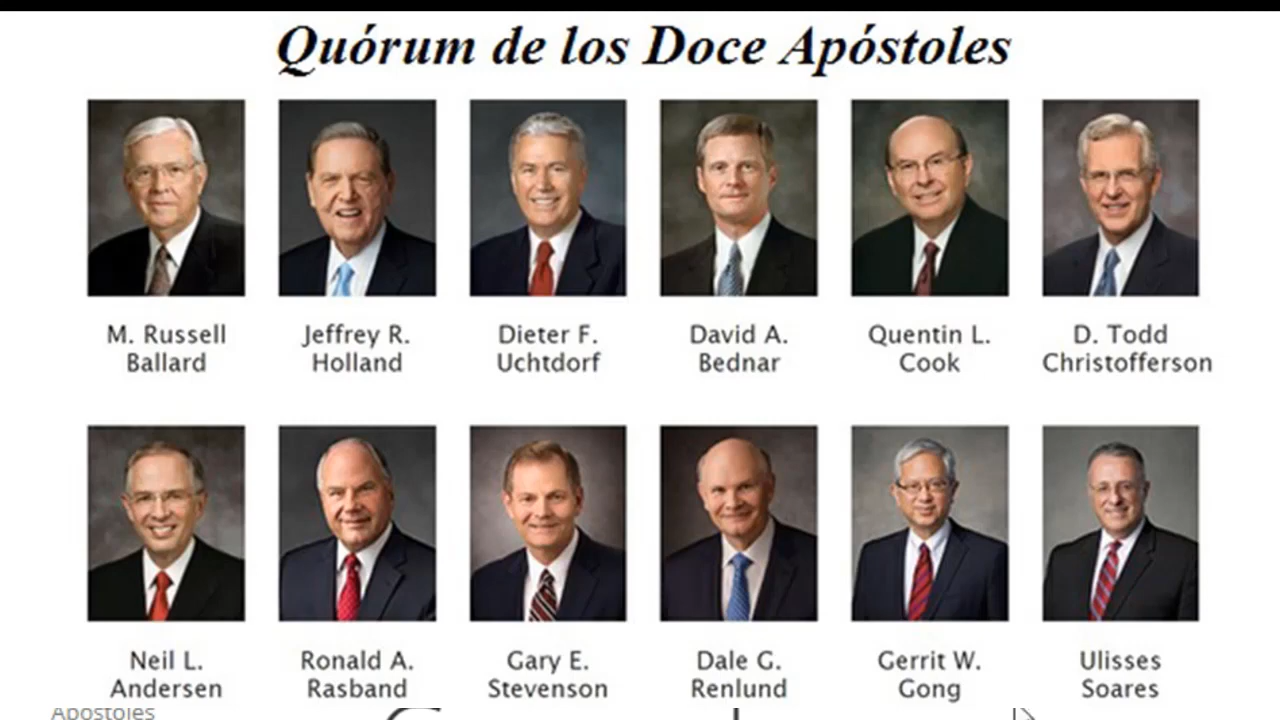 Quórum de los Doce Apóstoles
M. Russell
Ballard
Jeffrey R.
Holland
Dieter F.
Uchtdorf
David A.
Bednar
Quentin L.
Cook
D. Todd
Christofferson
Neil L.
Andersen
Ronald A.
Rasband
Gary E.
Stevenson
Dale G.
Renlund
Gerrit W.
Gong
Ulisses
Soares
Apóstoles